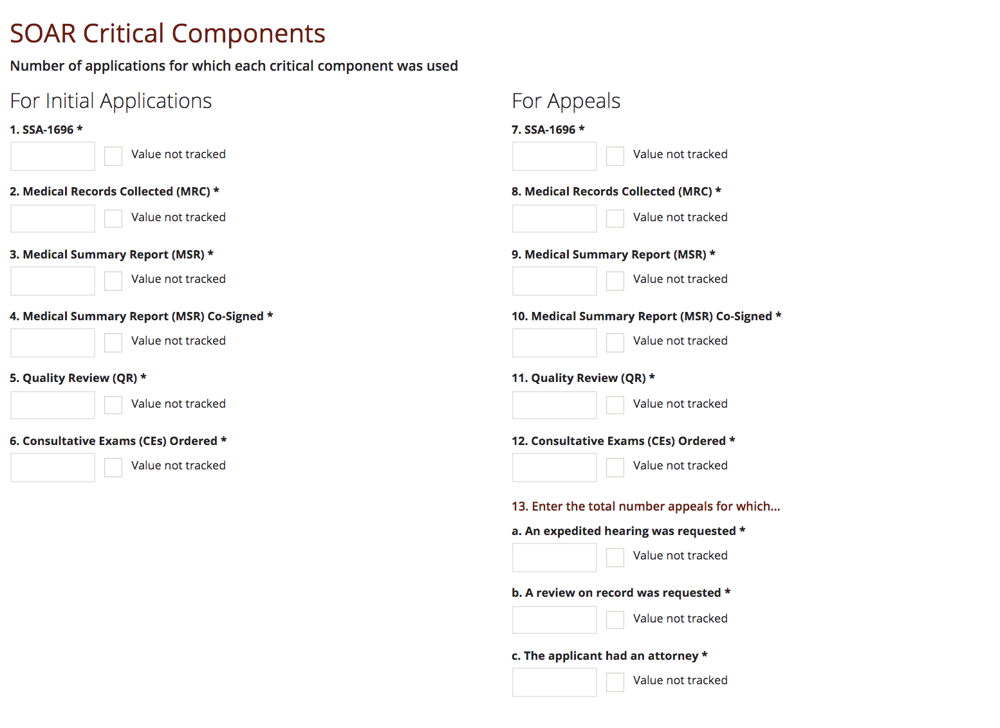 SOAR Critical Components
Number of applications for which each critical component was used
For Initial Applications
1. SSA-1696 *
Value not tracked
2. Medical Records Collected (MRC) *
Value not tracked
3. Medical Summary Report (MSR) *
Value not tracked
4. Medical Summary Report (MSR) Co-Signed *
Value not tracked
5. Quality Review (QR) *
Value not tracked
6. Consultative Exams (CEs) Ordered *
Value not tracked
For Appeals
7. SSA-1696 *
Value not tracked
8. Medical Records Collected (MRC) *
Value not tracked
9. Medical Summary Report (MSR) *
Value not tracked
10. Medical Summary Report (MSR) Co-Signed *
Value not tracked
11. Quality Review (QR) *
Value not tracked
12. Consultative Exams (CEs) Ordered *
Value not tracked
13. Enter the total number appeals for which...
a. An expedited hearing was requested *
Value not tracked
b. A review on record was requested *
Value not tracked
c. The applicant had an attorney *
Value not tracked